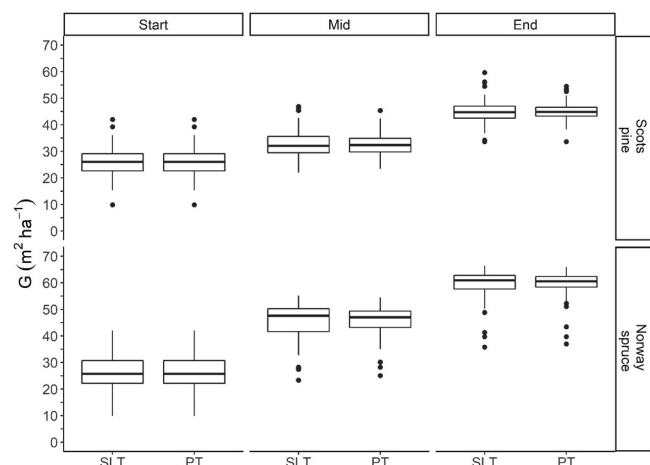 Start Mid End
70
60
50
40
30
20
10
0
Scots
pine
G (m² ha⁻¹)
70
60
50
40
30
20
10
0
Norway
spruce
SLT PT SLT PT SLT PT